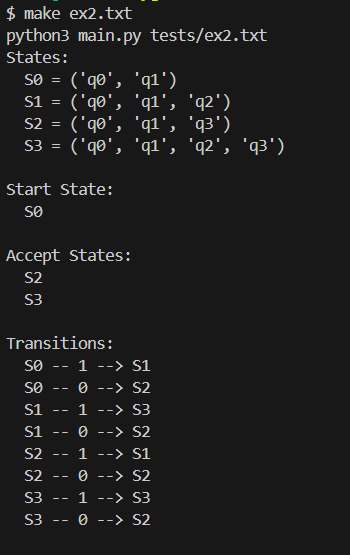 $ make ex2.txt
python3 main.py tests/ex2.txt
States:
  S0 = ('q0', 'q1')
  S1 = ('q0', 'q1', 'q2')
  S2 = ('q0', 'q1', 'q3')
  S3 = ('q0', 'q1', 'q2', 'q3')

Start State:
  S0

Accept States:
  S2
  S3

Transitions:
  S0 -- 1 --> S1
  S0 -- 0 --> S2
  S1 -- 1 --> S3
  S1 -- 0 --> S2
  S2 -- 1 --> S1
  S2 -- 0 --> S2
  S3 -- 1 --> S3
  S3 -- 0 --> S2